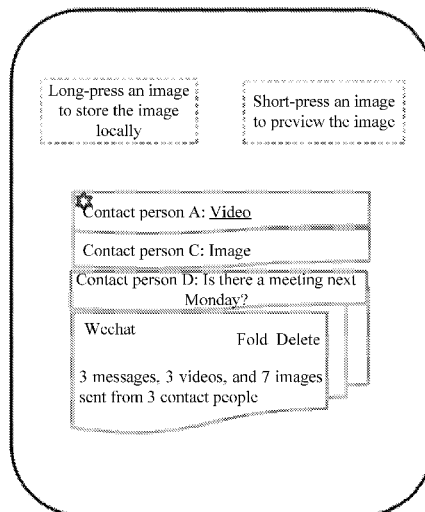 Long-press an image
to store the image
locally
Short-press an image
to preview the image
Contact person A: Video
Contact person C: Image
Contact person D: Is there a meeting next
Monday?
Wechat
Fold Delete
3 messages, 3 videos, and 7 images
sent from 3 contact people